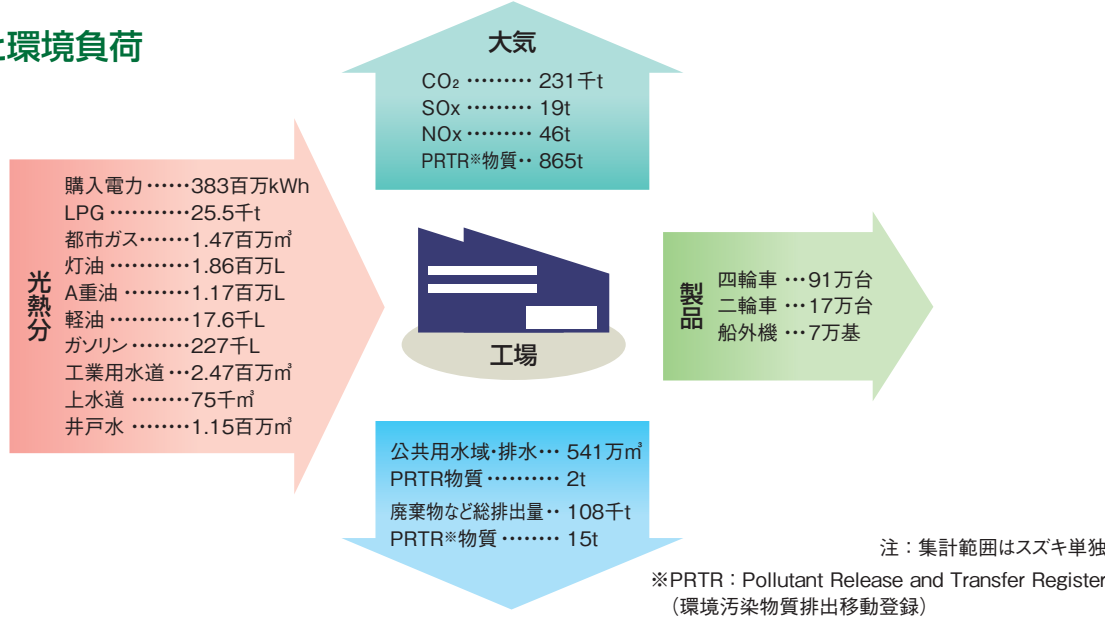 環境負荷
大気
CO₂ ……… 231千t
SOx ……… 19t
NOx ……… 46t
PRTR※物質‥ 865t
光熱分
購入電力……383百万kWh
LPG …………25.5千t
都市ガス………1.47百万㎥
灯油 …………1.86百万L
A重油 …………1.17百万L
軽油 …………17.6千L
ガソリン ………227千L
工業用水道 …2.47百万㎥
上水道 ………75千㎥
井戸水 ………1.15百万㎥
工場
製品
四輪車 …91万台
二輪車 …17万台
船外機 …7万基
公共用水域・排水… 541万㎥
PRTR物質 ………… 2t
廃棄物など総排出量‥ 108千t
PRTR※物質 ……… 15t
注：集計範囲はスズキ単独
※PRTR：Pollutant Release and Transfer Register
（環境汚染物質排出移動登録）